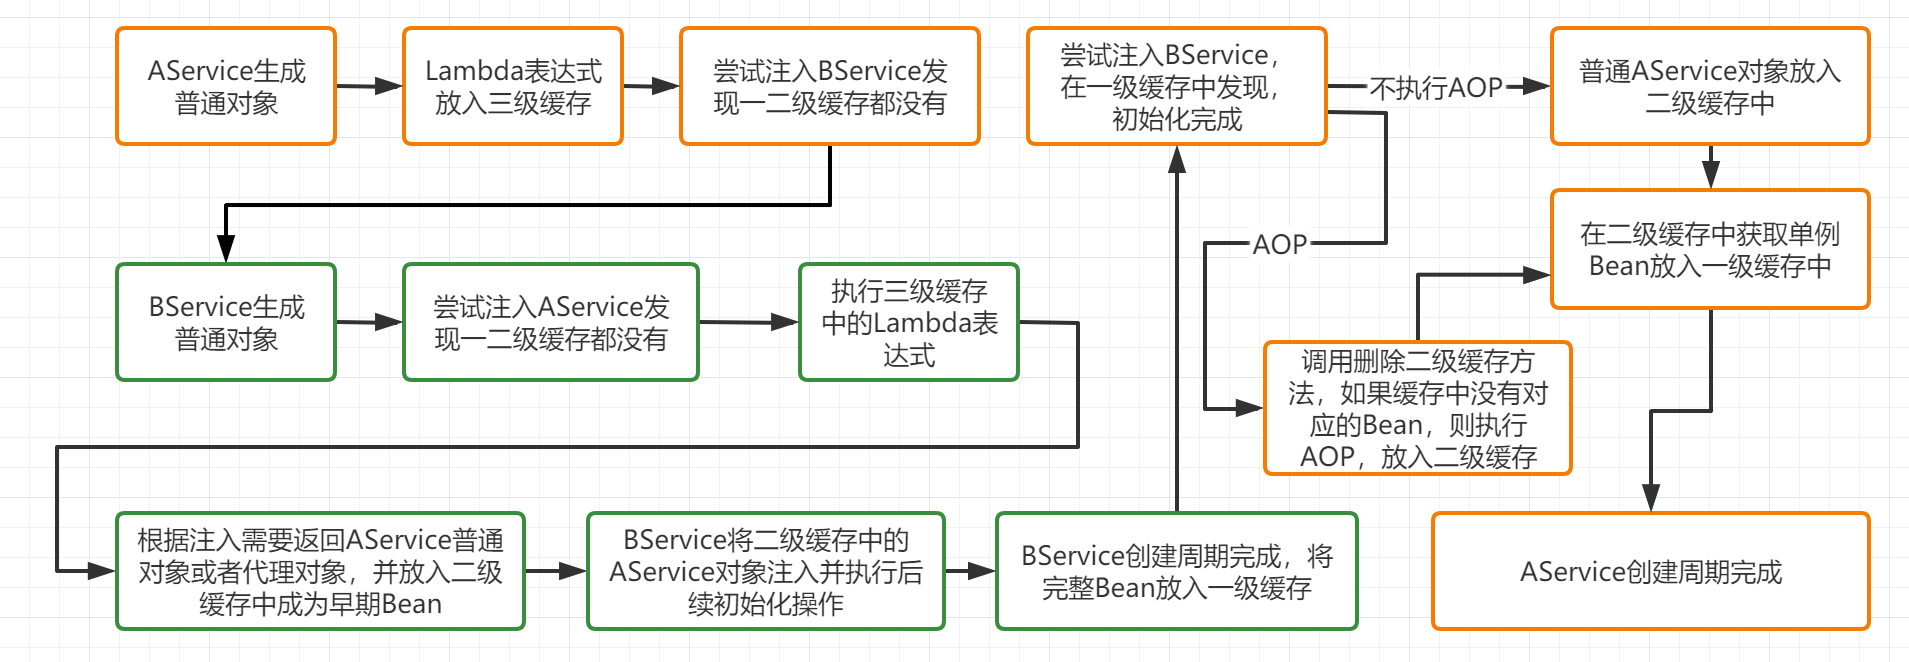 AService生成
普通对象
Lambda表达式
放入三级缓存
尝试注入BService发
现一二级缓存都没有
BService生成
普通对象
尝试注入AService发
现一二级缓存都没有
执行三级缓存
中的Lambda表
达式
根据注入需要返回AService普通
对象或者代理对象，并放入二级
缓存中成为早期Bean
BService将二级缓存中的
AService对象注入并执行后
续初始化操作
BService创建周期完成，将
完整Bean放入一级缓存
尝试注入BService，
在一级缓存中发现，
初始化完成
不执行AOP
普通AService对象放入
二级缓存中
AOP
调用删除二级缓存方
法，如果缓存中没有对
应的Bean，则执行
AOP，放入二级缓存
在二级缓存中获取单例
Bean放入一级缓存中
AService创建周期完成